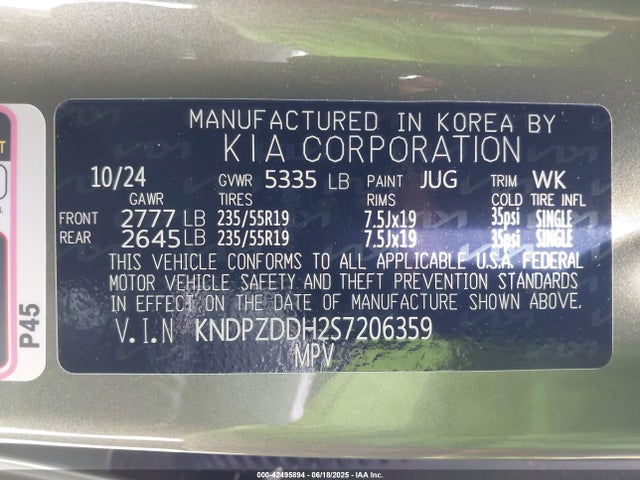 MANUFACTURED IN KOREA BY
KIA CORPORATION
10/24 GVWR 5335 LB PAINT JUG TRIM WK
GAWR TIRES RIMS COLD TIRE INFL
FRONT 2777 LB 235/55R19 7.5Jx19 35psi SINGLE
REAR 2645 LB 235/55R19 7.5Jx19 35psi SINGLE
THIS VEHICLE CONFORMS TO ALL APPLICABLE U.S.A. FEDERAL
MOTOR VEHICLE SAFETY AND THEFT PREVENTION STANDARDS
IN EFFECT ON THE DATE OF MANUFACTURE SHOWN ABOVE.
V.I.N KNDPZDDH2S7206359
MPV
P45
000-42495894 - 06/18/2025 - IAA Inc.